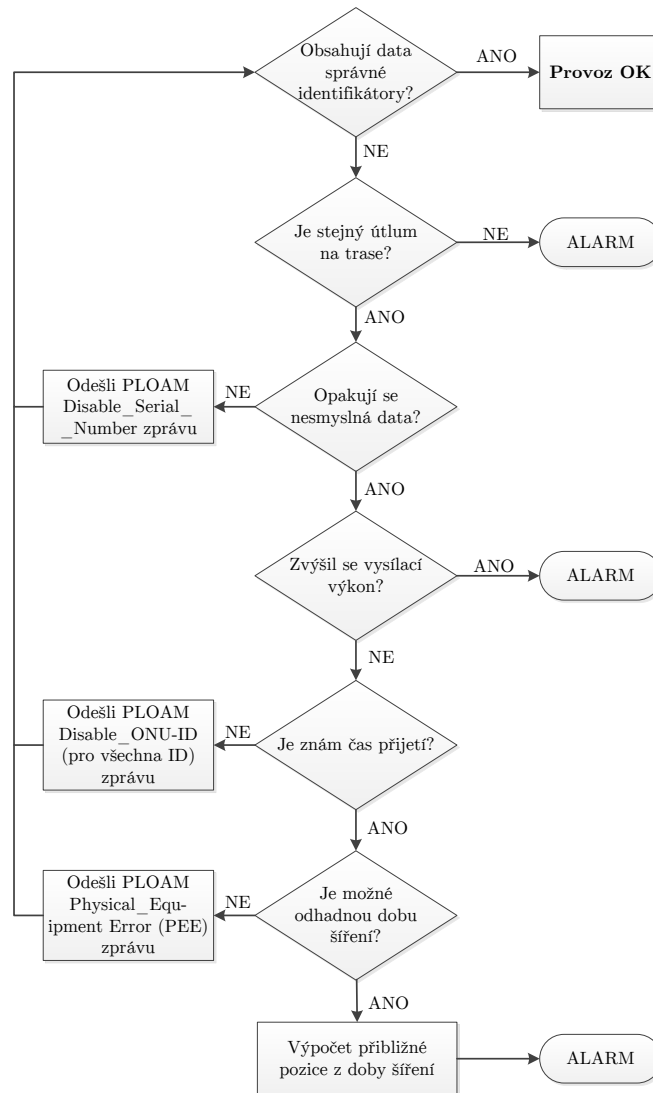 Obsahují data
správné
identifikátory?
ANO
Provoz OK
NE
Je stejný útlum
na trase?
NE
ALARM
ANO
Odešli PLOAM
Disable_Serial_
_Number zprávu
NE
Opakují se
nesmyslná data?
ANO
Zvýšil se vysílací
výkon?
ANO
ALARM
NE
Odešli PLOAM
Disable_ONU-ID
(pro všechna ID)
zprávu
NE
Je znám čas přijetí?
ANO
Odešli PLOAM
Physical_Equ-
ipment Error (PEE)
zprávu
NE
Je možné
odhadnou dobu
šíření?
ANO
Výpočet přibližné
pozice z doby šíření
ALARM